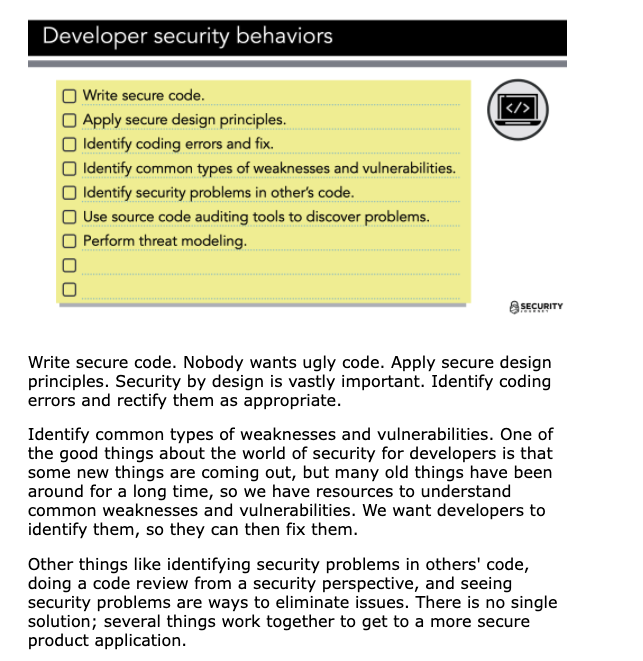 Developer security behaviors
</>
Write secure code.
Apply secure design principles.
Identify coding errors and fix.
Identify common types of weaknesses and vulnerabilities.
Identify security problems in other's code.
Use source code auditing tools to discover problems.
Perform threat modeling.
SECURITY
JOURNEY
Write secure code. Nobody wants ugly code. Apply secure design
principles. Security by design is vastly important. Identify coding
errors and rectify them as appropriate.
Identify common types of weaknesses and vulnerabilities. One of
the good things about the world of security for developers is that
some new things are coming out, but many old things have been
around for a long time, so we have resources to understand
common weaknesses and vulnerabilities. We want developers to
identify them, so they can then fix them.
Other things like identifying security problems in others' code,
doing a code review from a security perspective, and seeing
security problems are ways to eliminate issues. There is no single
solution; several things work together to get to a more secure
product application.